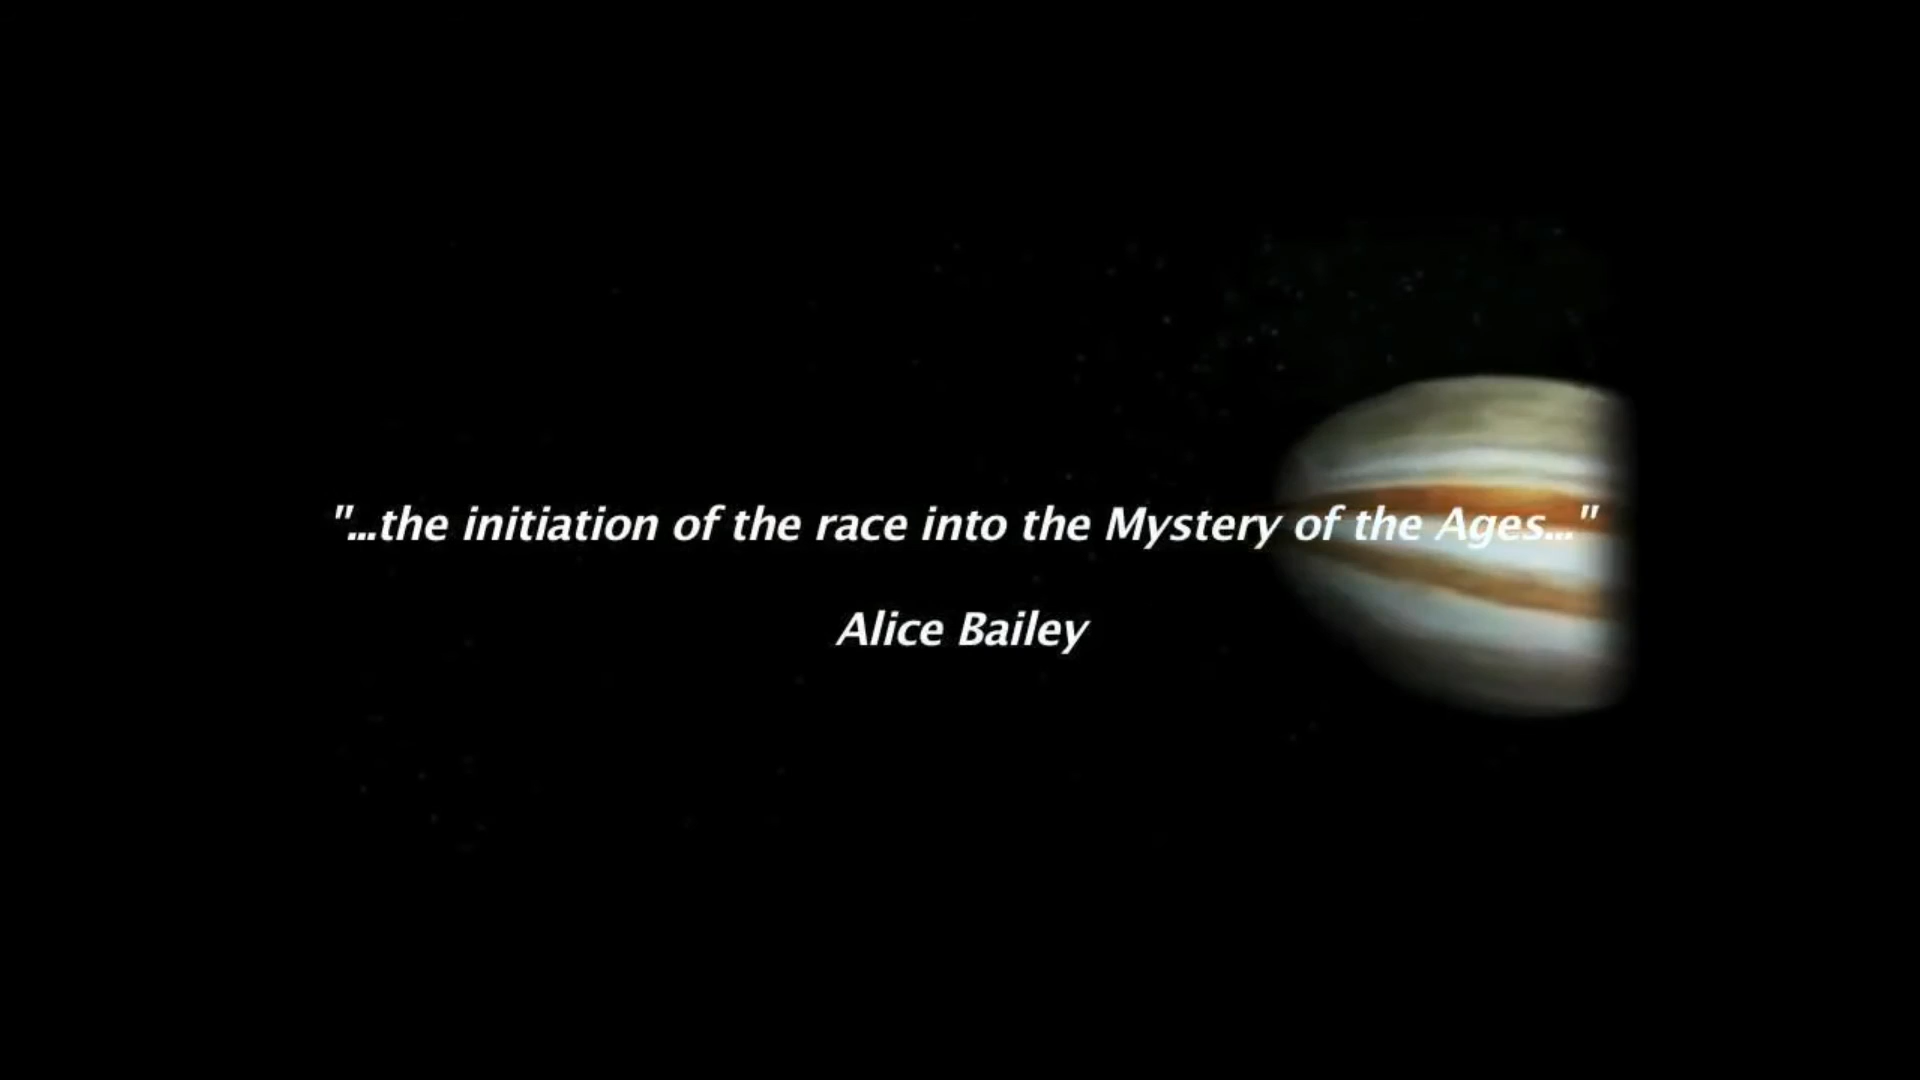 "...the initiation of the race into the Mystery of the Ages..."
Alice Bailey